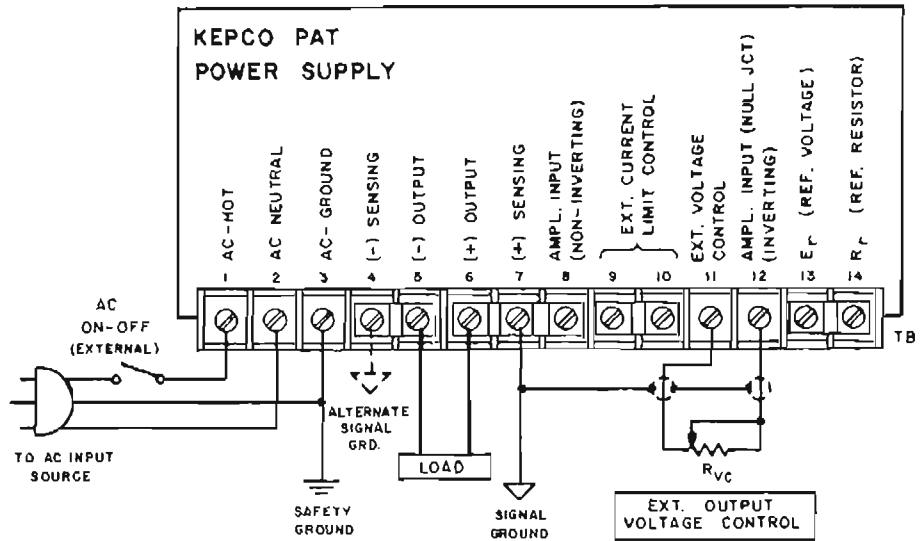 KEPCO PAT
POWER SUPPLY
AC-HOT
AC NEUTRAL
AC-GROUND
(-) SENSING
(-) OUTPUT
(+) OUTPUT
(+) SENSING
AMPL. INPUT
(NON-INVERTING)
EXT. CURRENT
LIMIT CONTROL
EXT. VOLTAGE
CONTROL
AMPL. INPUT (NULL JCT)
(INVERTING)
Er (REF. VOLTAGE)
Rr (REF. RESISTOR)
1 2 3 4 5 6 7 8 9 10 11 12 13 14
TB
AC
ON-OFF
(EXTERNAL)
TO AC INPUT
SOURCE
SAFETY
GROUND
ALTERNATE
SIGNAL
GRD.
LOAD
SIGNAL
GROUND
RVC
EXT. OUTPUT
VOLTAGE CONTROL